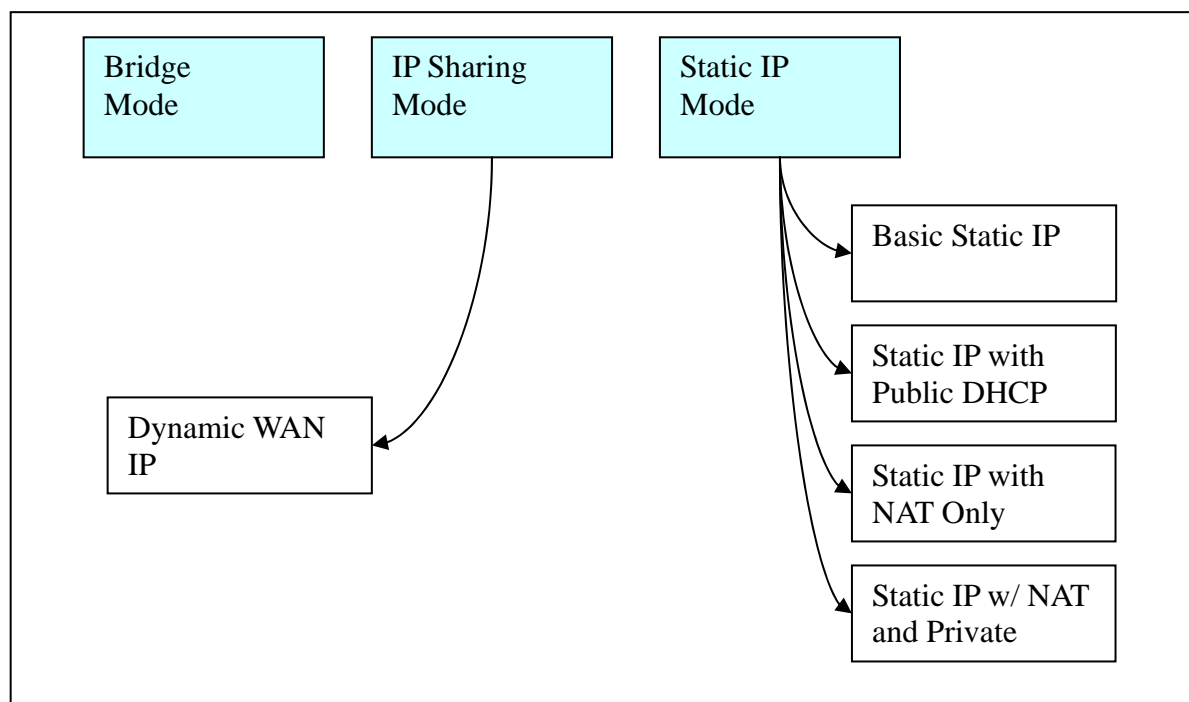 Bridge
Mode
IP Sharing
Mode
Static IP
Mode
Basic Static IP
Static IP with
Public DHCP
Dynamic WAN
IP
Static IP with
NAT Only
Static IP w/ NAT
and Private